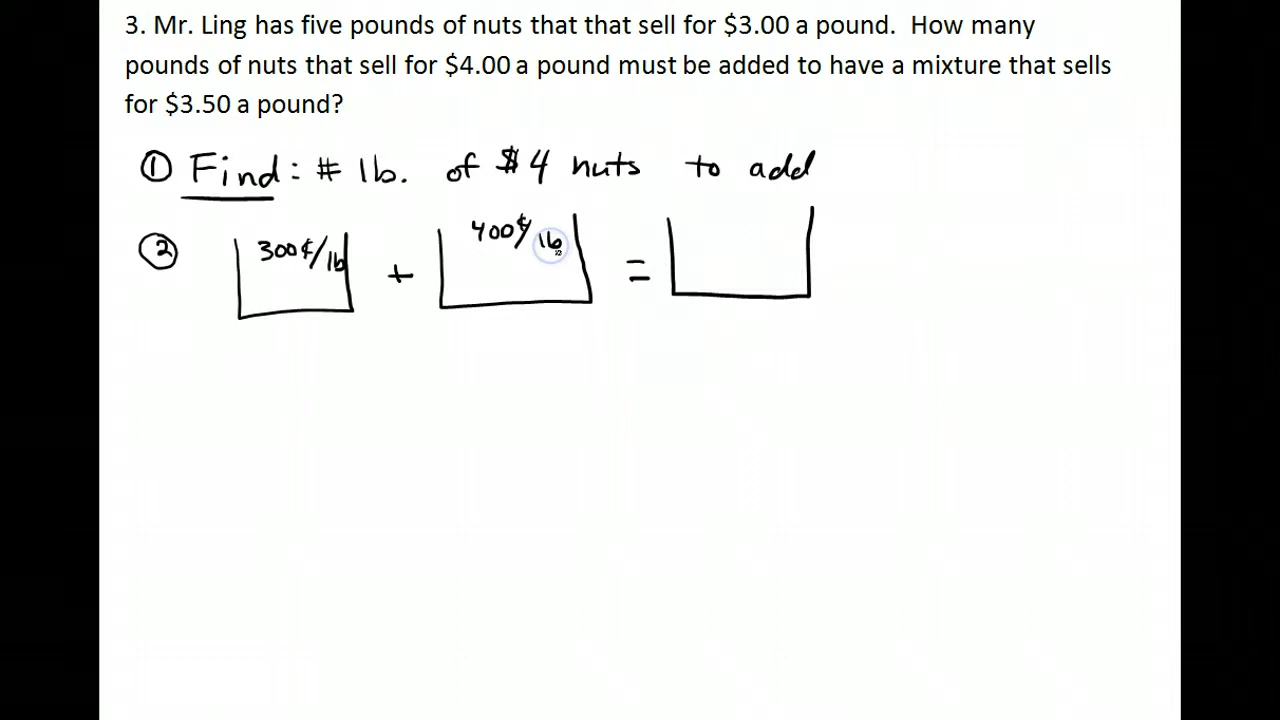 3. Mr. Ling has five pounds of nuts that that sell for $3.00 a pound.  How many
pounds of nuts that sell for $4.00 a pound must be added to have a mixture that sells
for $3.50 a pound?
① Find: # lb. of $4 nuts to add
② 300¢/lb + 400¢/lb =